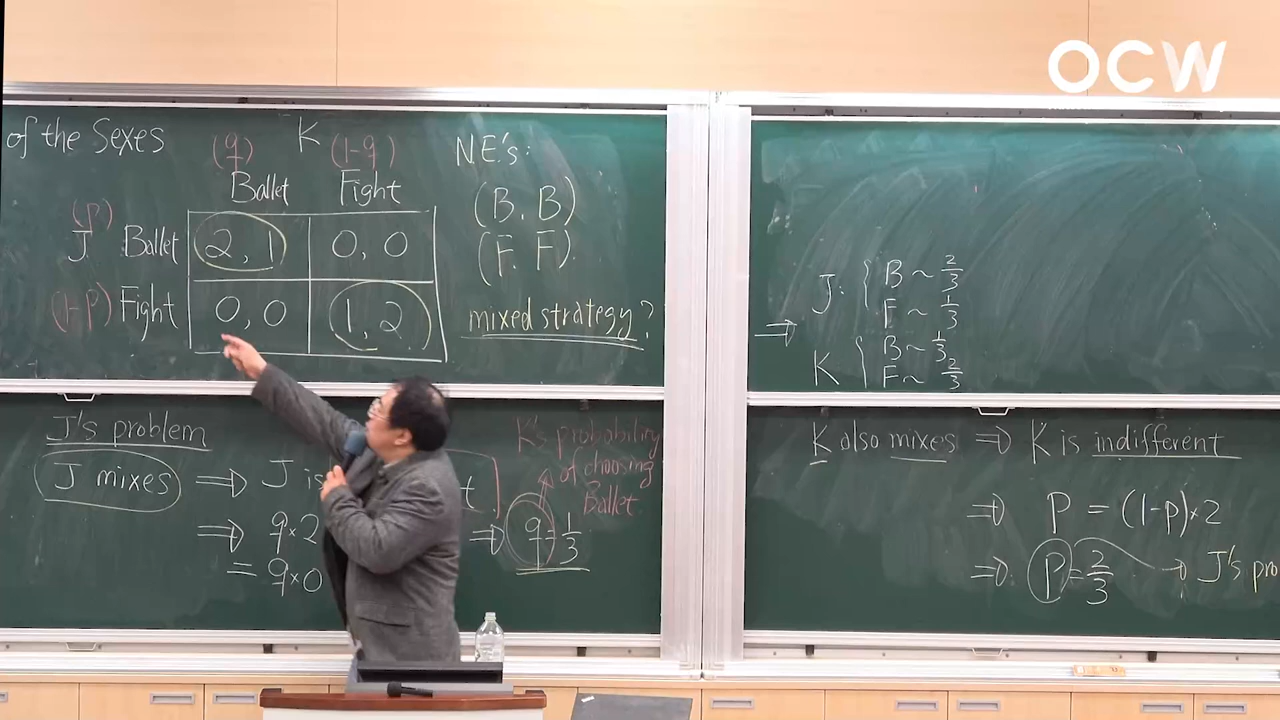 OCW
of the Sexes
K
(q) (1-q)
Ballet Fight
(p)
J Ballet 2, 1 0, 0
(1-p) Fight 0, 0 1, 2
N.E.'s:
(B, B)
(F, F)
mixed strategy?
J's problem
J mixes ⇒ J is
⇒ q×2
= q×0
⇒ q=1/3
K's probability
of choosing
Ballet
⇒ J: { B ~ 2/3
F ~ 1/3
K { B ~ 1/3
F ~ 2/3
K also mixes ⇒ K is indifferent
⇒ P = (1-p)×2
⇒ P = 2/3 → J's pro